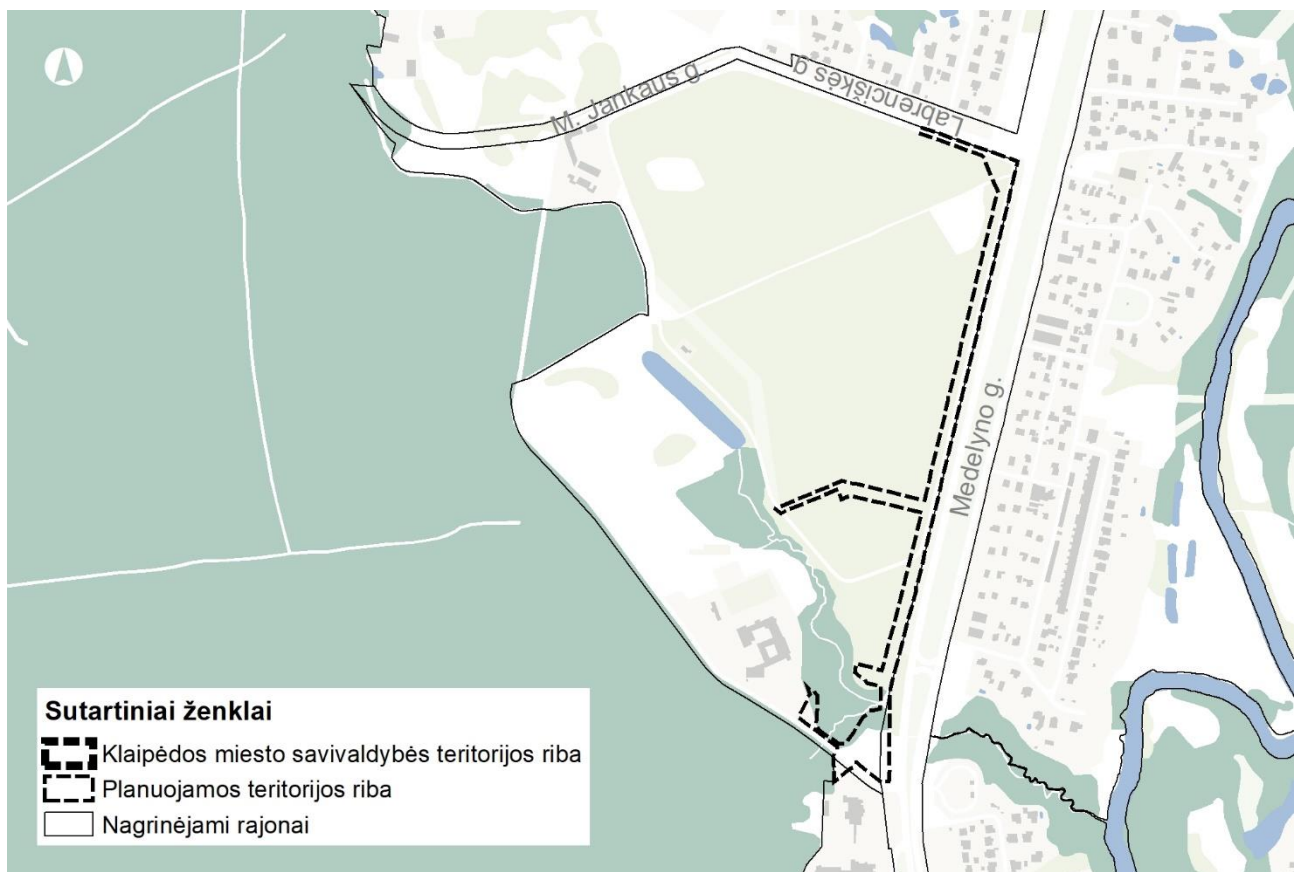 M. Jankaus g.
Labrenciškės g.
Medelyno g.
Sutartiniai ženklai
Klaipėdos miesto savivaldybės teritorijos riba
Planuojamos teritorijos riba
Nagrinėjami rajonai